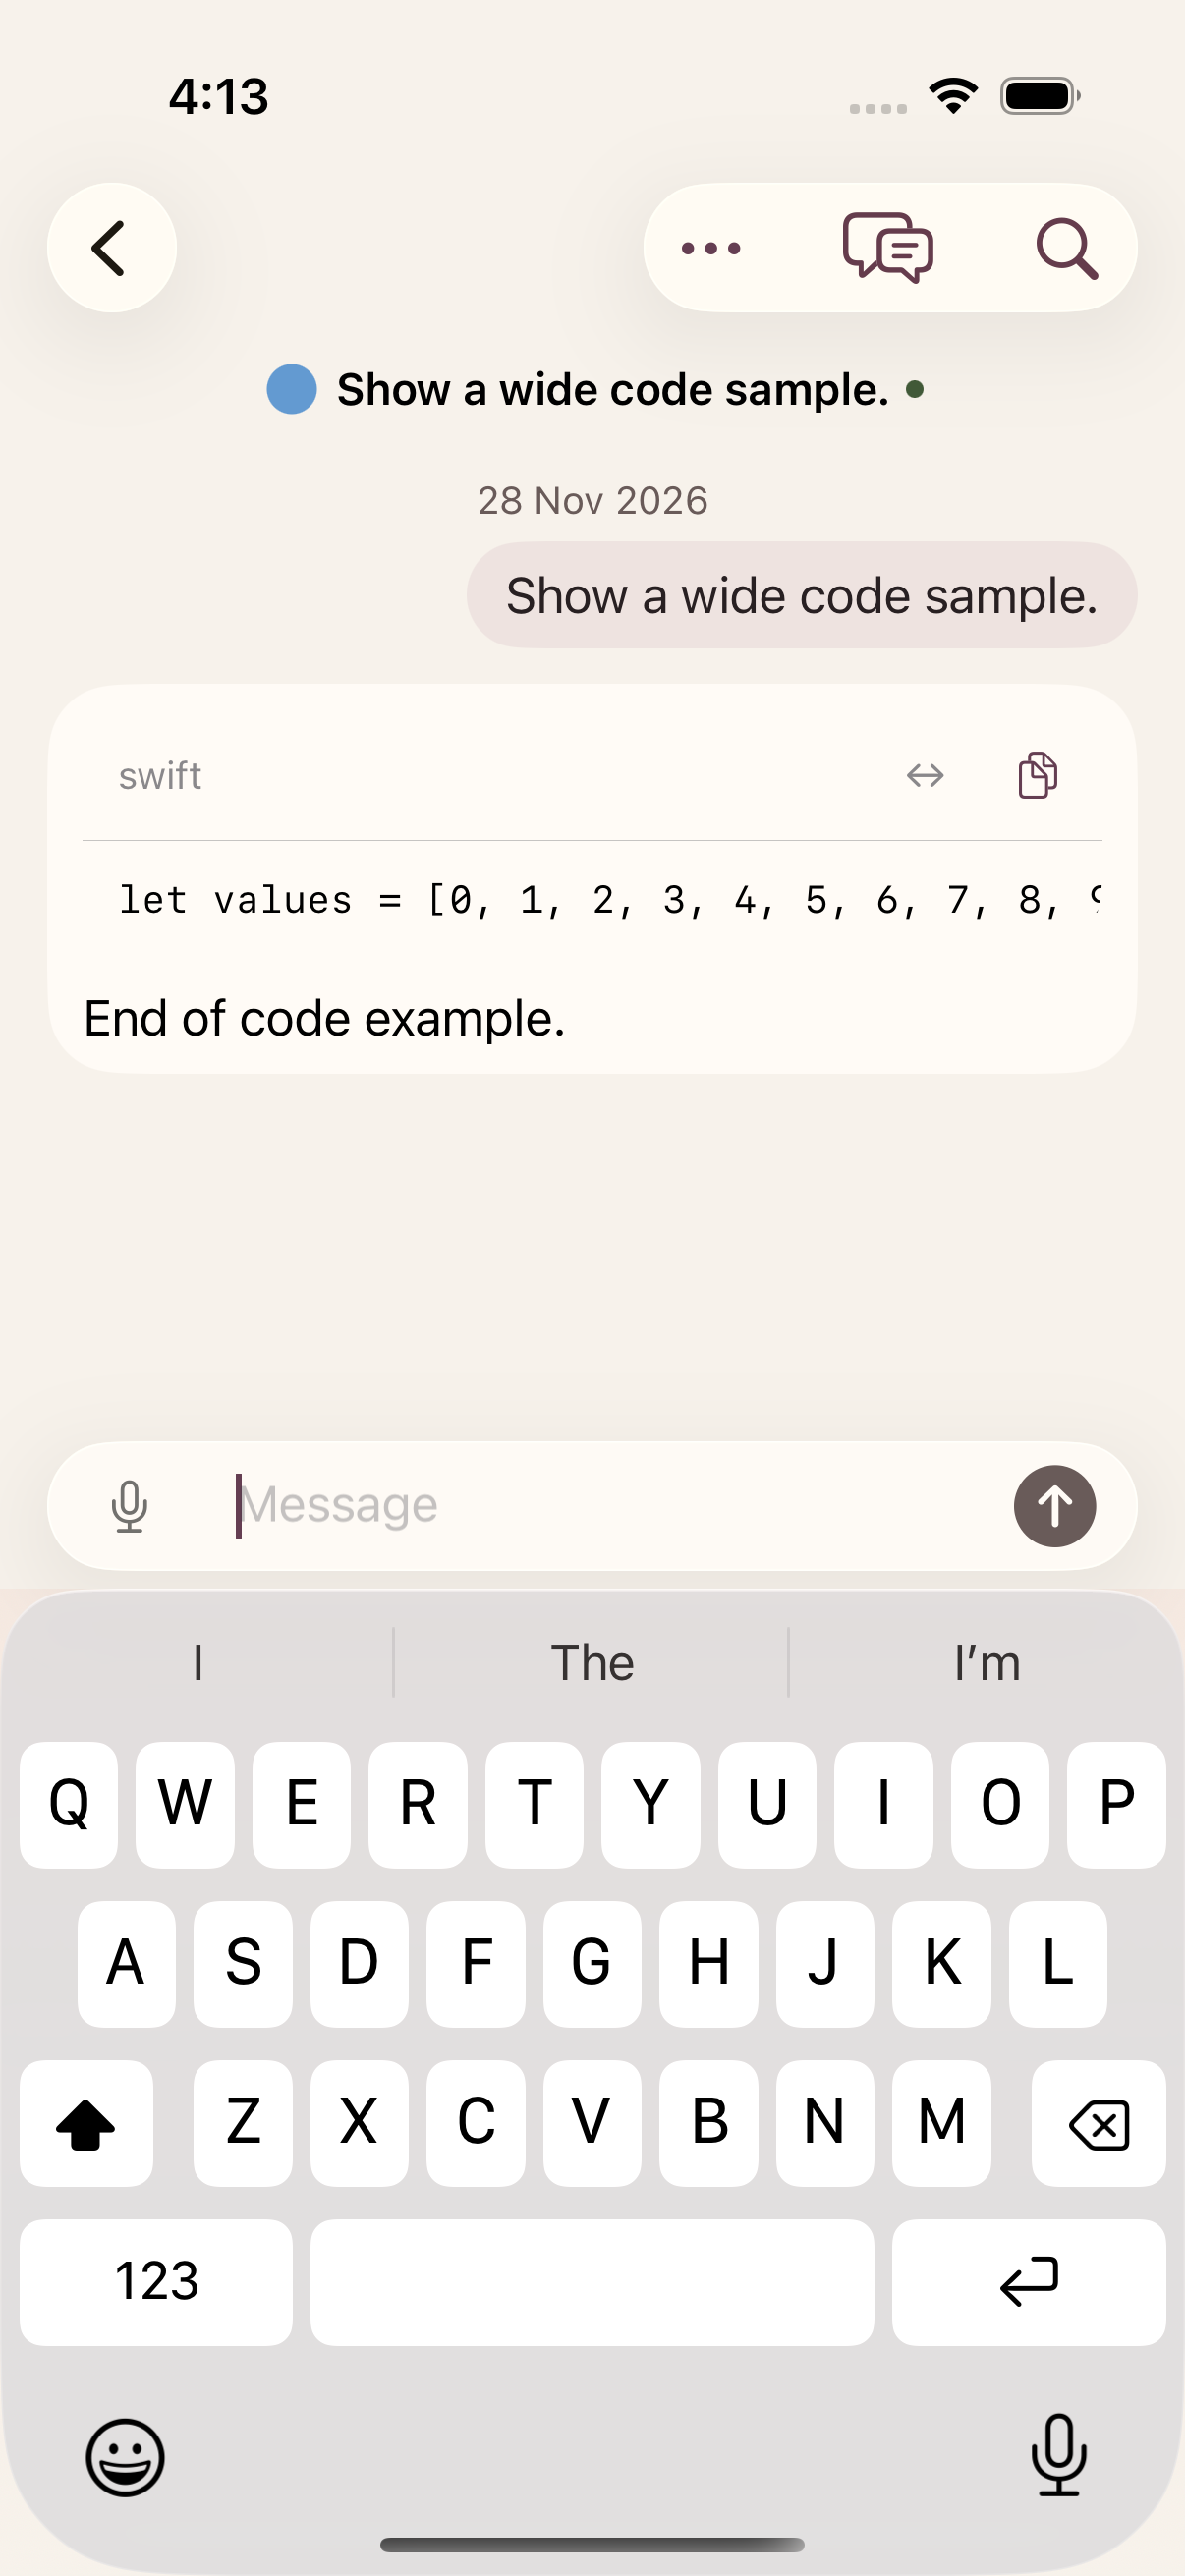 4:13
Show a wide code sample.
28 Nov 2026
Show a wide code sample.
swift
let values = [0, 1, 2, 3, 4, 5, 6, 7, 8,
End of code example.
Message
I The I’m
Q W E R T Y U I O P
A S D F G H J K L
Z X C V B N M
123